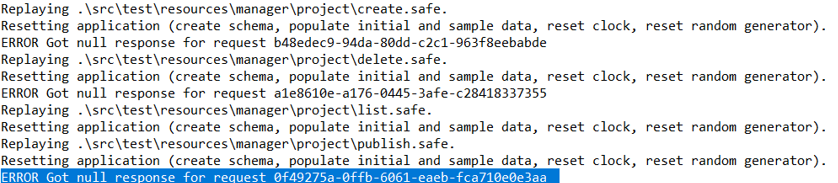 Replaying .\src\test\resources\manager\project\create.safe.
Resetting application (create schema, populate initial and sample data, reset clock, reset random generator).
ERROR Got null response for request b48edec9-94da-80dd-c2c1-963f8eebabde
Replaying .\src\test\resources\manager\project\delete.safe.
Resetting application (create schema, populate initial and sample data, reset clock, reset random generator).
ERROR Got null response for request a1e8610e-a176-0445-3afe-c28418337355
Replaying .\src\test\resources\manager\project\list.safe.
Resetting application (create schema, populate initial and sample data, reset clock, reset random generator).
Replaying .\src\test\resources\manager\project\publish.safe.
Resetting application (create schema, populate initial and sample data, reset clock, reset random generator).
ERROR Got null response for request 0f49275a-0ffb-6061-eaeb-fca710e0e3aa